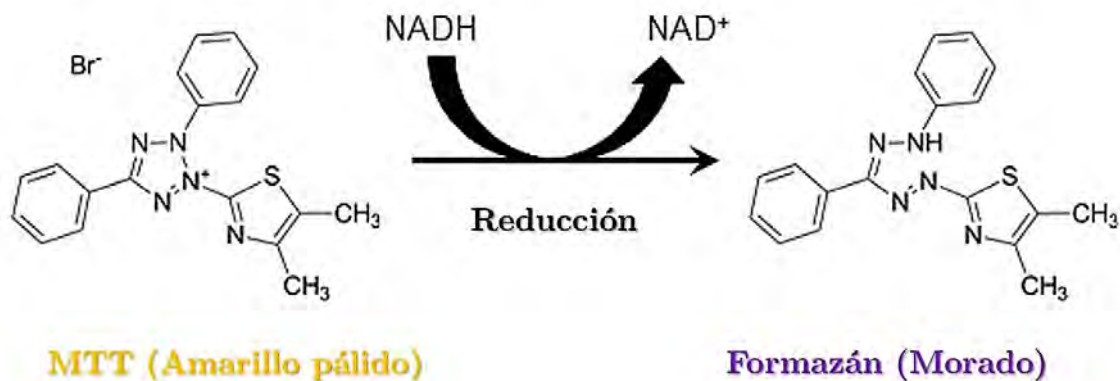 NADH NAD⁺
Br⁻
N N NH
N N⁺ N N N
N S N S
N CH₃ N CH₃
CH₃ CH₃
Reducción
MTT (Amarillo pálido) Formazán (Morado)